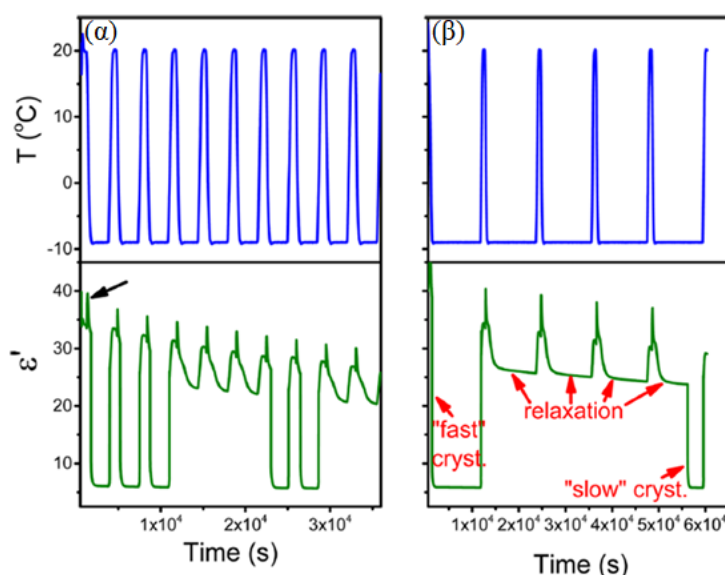 (α)
(β)
20
10
0
-10
T (°C)
40
30
20
10
ε'
"fast"
cryst.
relaxation
"slow" cryst.
1x10⁴ 2x10⁴ 3x10⁴
1x10⁴ 2x10⁴ 3x10⁴ 4x10⁴ 5x10⁴ 6x10⁴
Time (s)
Time (s)